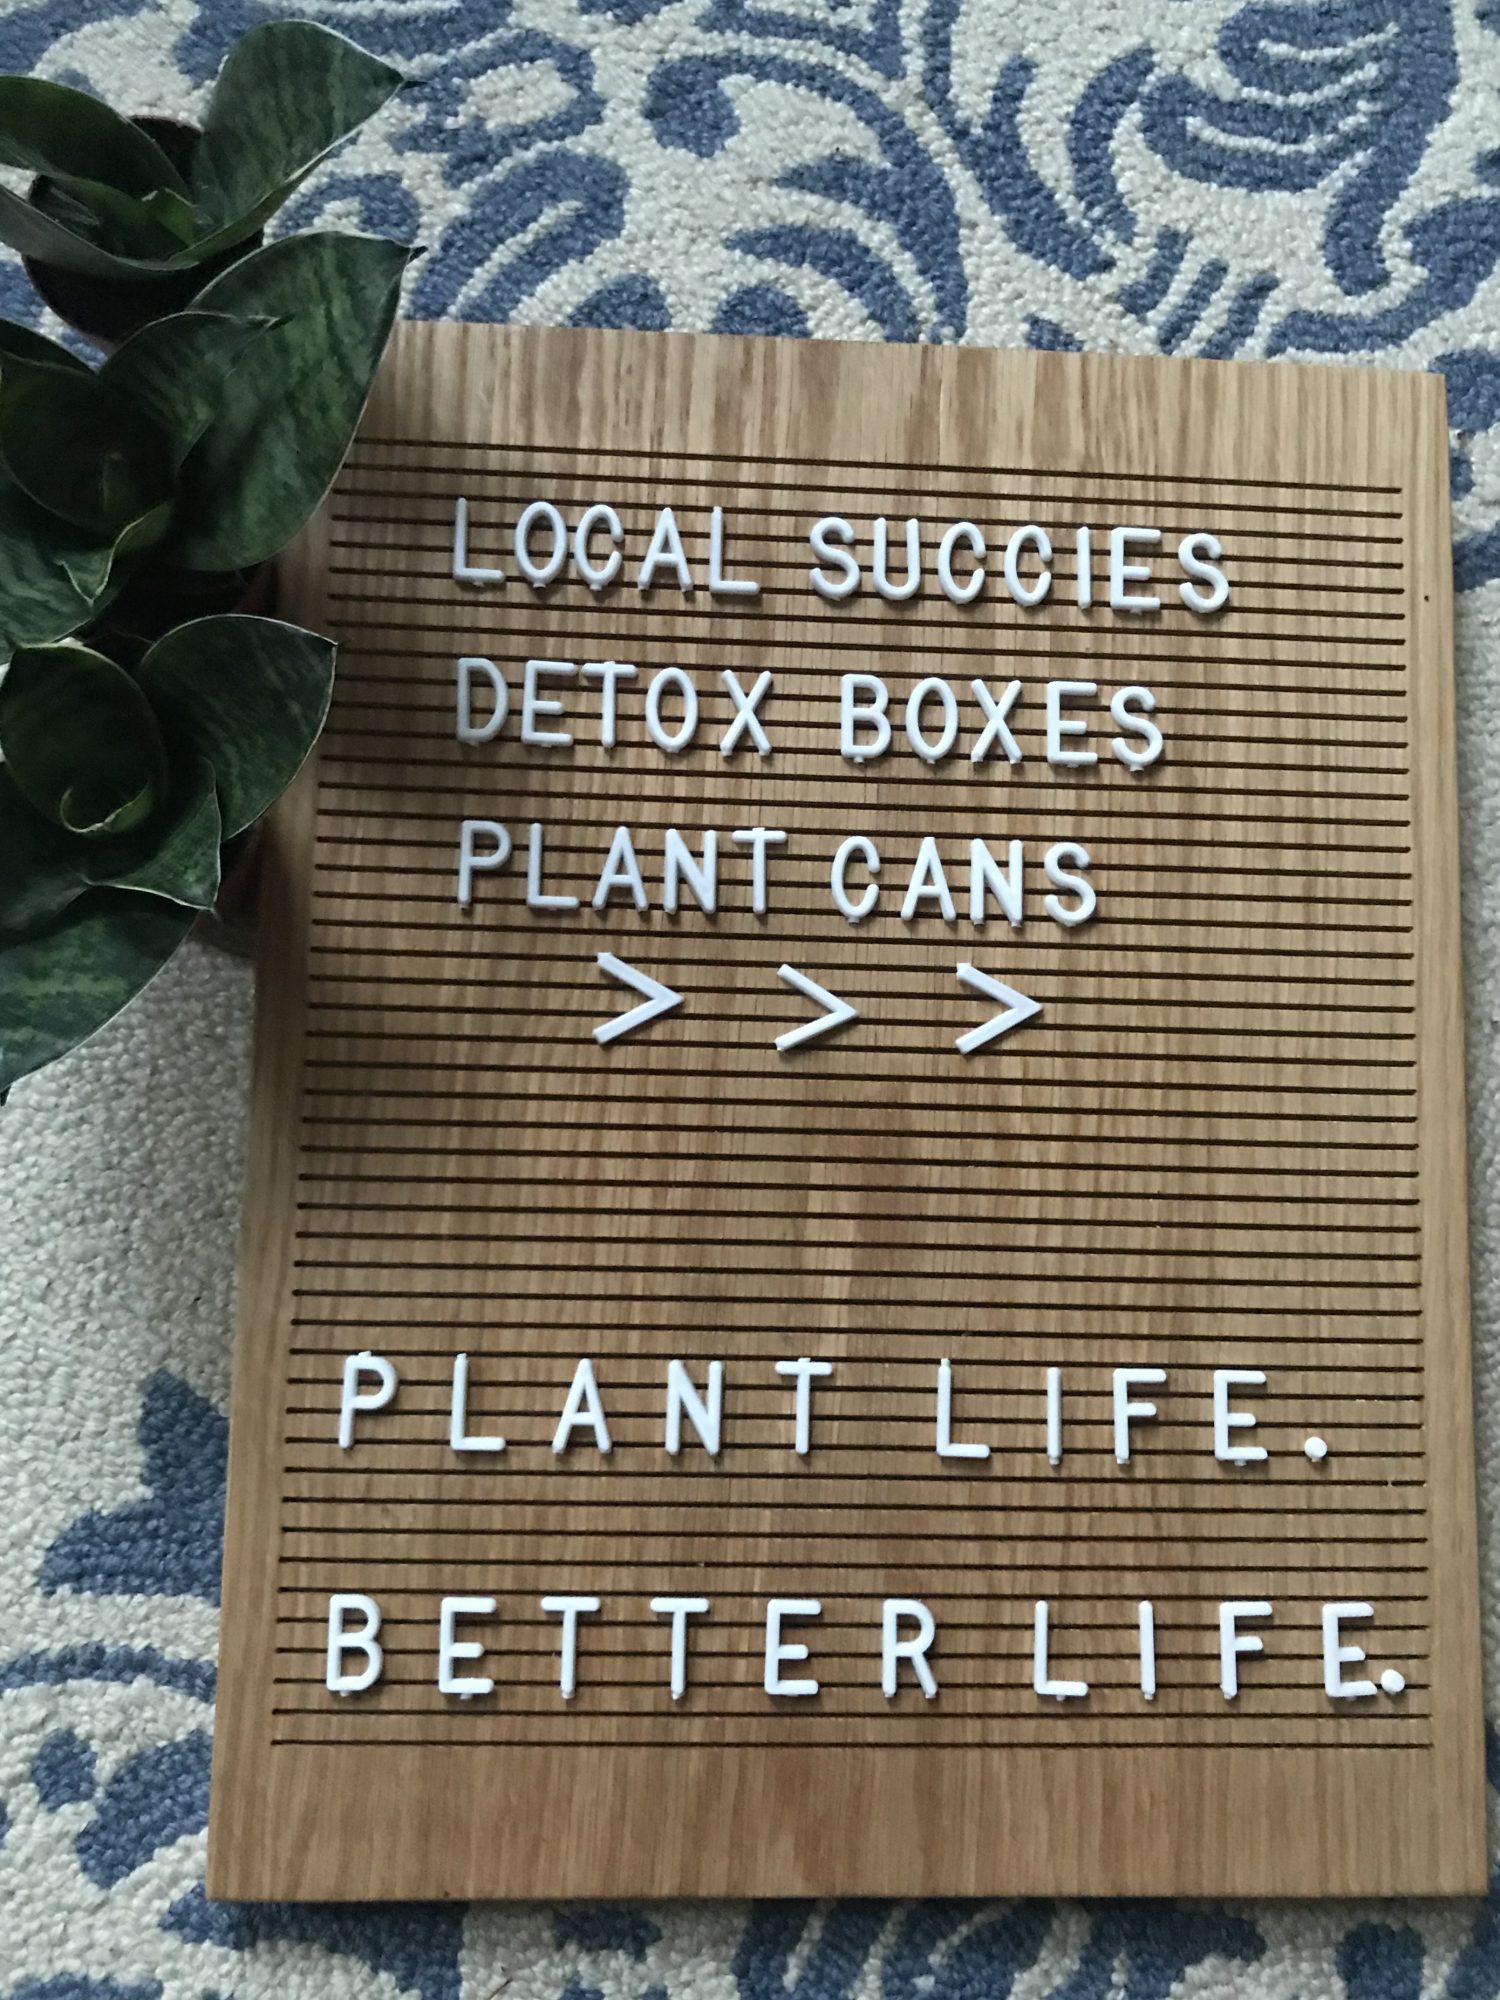 LOCAL SUCCIES
DETOX BOXES
PLANT CANS
> > >
PLANT LIFE.
BETTER LIFE.